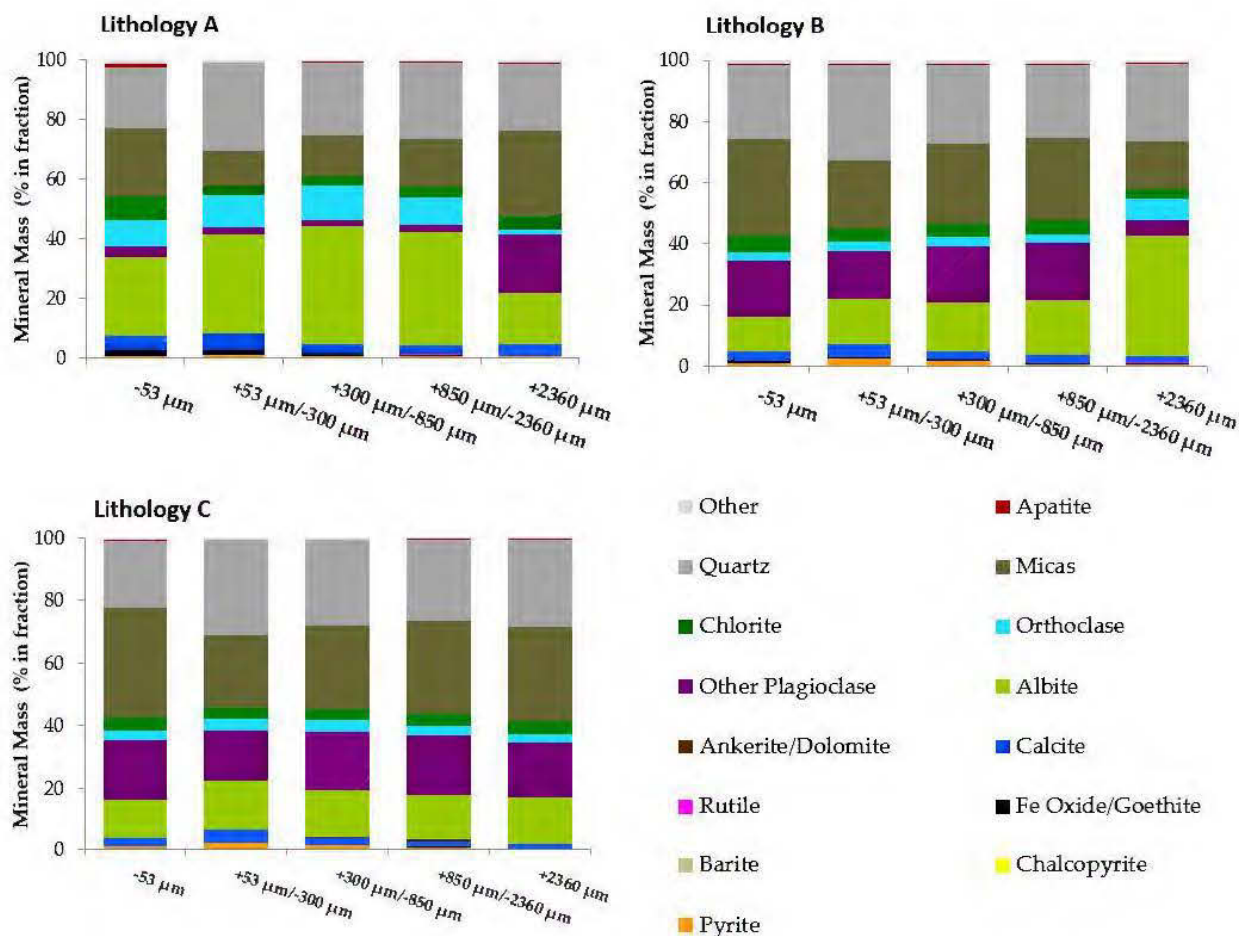 Lithology A
Mineral Mass (% in fraction)
100
80
60
40
20
0
-53 µm
+53 µm/-300 µm
+300 µm/-850 µm
+850 µm/-2360 µm
+2360 µm
Lithology B
Mineral Mass (% in fraction)
100
80
60
40
20
0
-53 µm
+53 µm/-300 µm
+300 µm/-850 µm
+850 µm/-2360 µm
+2360 µm
Lithology C
Mineral Mass (% in fraction)
100
80
60
40
20
0
-53 µm
+53 µm/-300 µm
+300 µm/-850 µm
+850 µm/-2360 µm
+2360 µm
Other
Apatite
Quartz
Micas
Chlorite
Orthoclase
Other Plagioclase
Albite
Ankerite/Dolomite
Calcite
Rutile
Fe Oxide/Goethite
Barite
Chalcopyrite
Pyrite